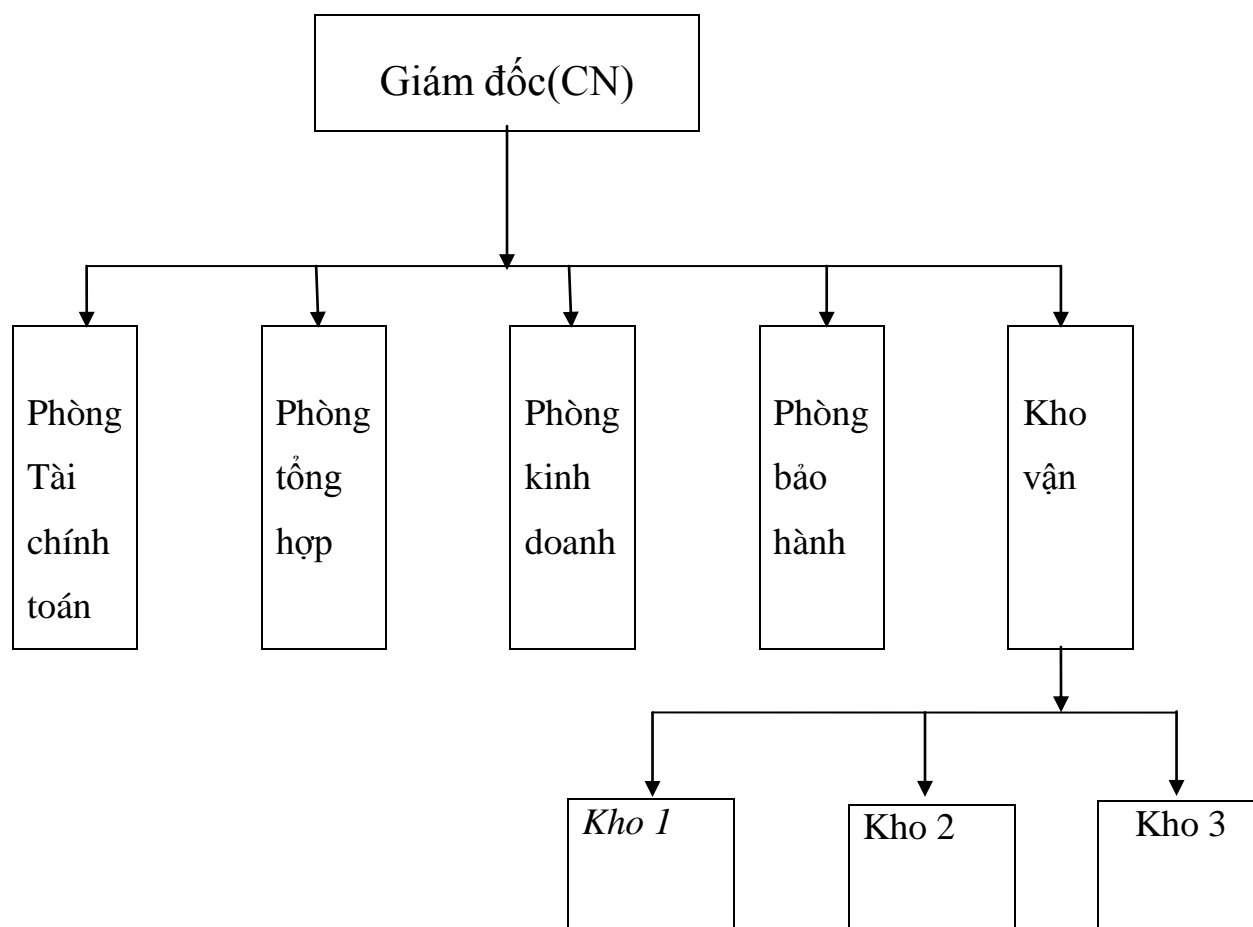 Giám đốc(CN)
Phòng
Tài
chính
toán
Phòng
tổng
hợp
Phòng
kinh
doanh
Phòng
bảo
hành
Kho
vận
Kho 1
Kho 2
Kho 3